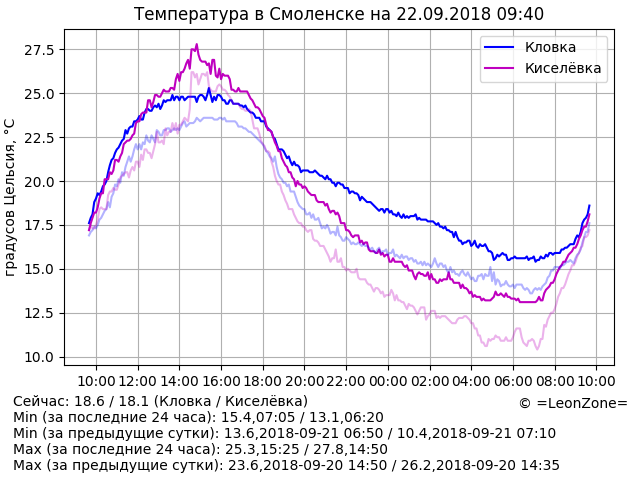 Температура в Смоленске на 22.09.2018 09:40
градусов Цельсия, °C
27.5
25.0
22.5
20.0
17.5
15.0
12.5
10.0
Кловка
Киселёвка
10:00 12:00 14:00 16:00 18:00 20:00 22:00 00:00 02:00 04:00 06:00 08:00 10:00
Сейчас: 18.6 / 18.1 (Кловка / Киселёвка)
© =LeonZone=
Min (за последние 24 часа): 15.4,07:05 / 13.1,06:20
Min (за предыдущие сутки): 13.6,2018-09-21 06:50 / 10.4,2018-09-21 07:10
Max (за последние 24 часа): 25.3,15:25 / 27.8,14:50
Max (за предыдущие сутки): 23.6,2018-09-20 14:50 / 26.2,2018-09-20 14:35